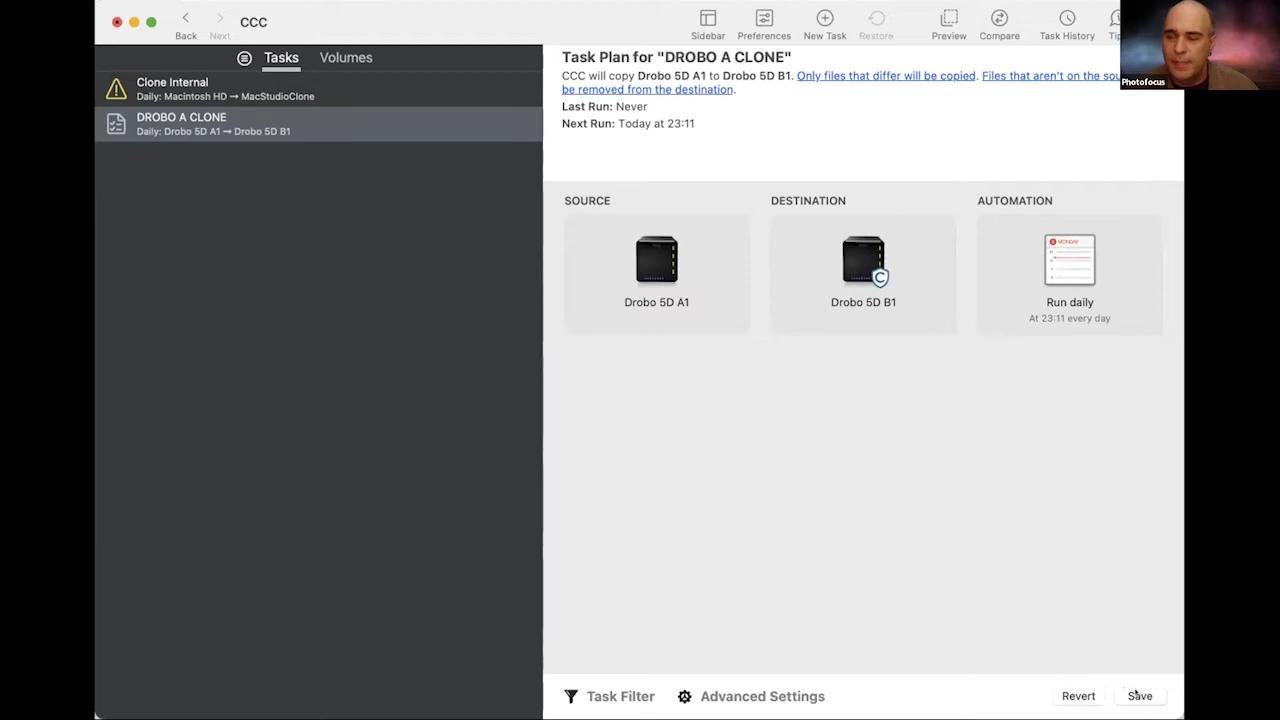 CCC
Back
Next
Sidebar
Preferences
New Task
Restore
Preview
Compare
Task History
Photofocus
Tasks
Volumes
Clone Internal
Daily: Macintosh HD → MacStudioClone
DROBO A CLONE
Daily: Drobo 5D A1 → Drobo 5D B1
Task Plan for "DROBO A CLONE"
CCC will copy Drobo 5D A1 to Drobo 5D B1. Only files that differ will be copied. Files that aren't on the
be removed from the destination.
Last Run: Never
Next Run: Today at 23:11
SOURCE
DESTINATION
AUTOMATION
MONDAY
Drobo 5D A1
Drobo 5D B1
Run daily
At 23:11 every day
Task Filter
Advanced Settings
Revert
Save